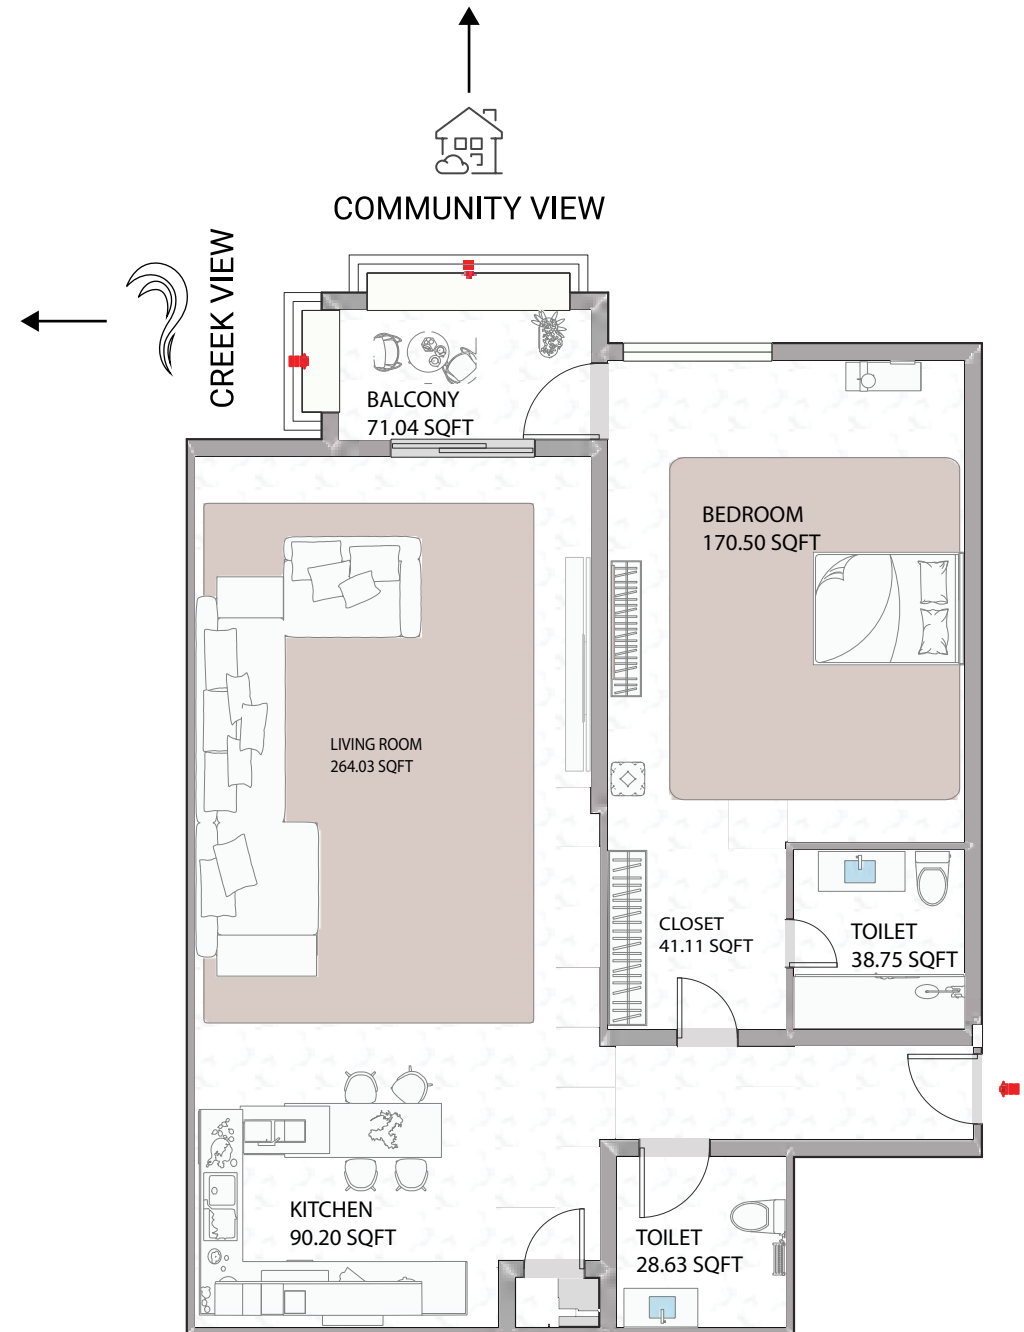 COMMUNITY VIEW
CREEK VIEW
BALCONY
71.04 SQFT
BEDROOM
170.50 SQFT
LIVING ROOM
264.03 SQFT
CLOSET
41.11 SQFT
TOILET
38.75 SQFT
KITCHEN
90.20 SQFT
TOILET
28.63 SQFT